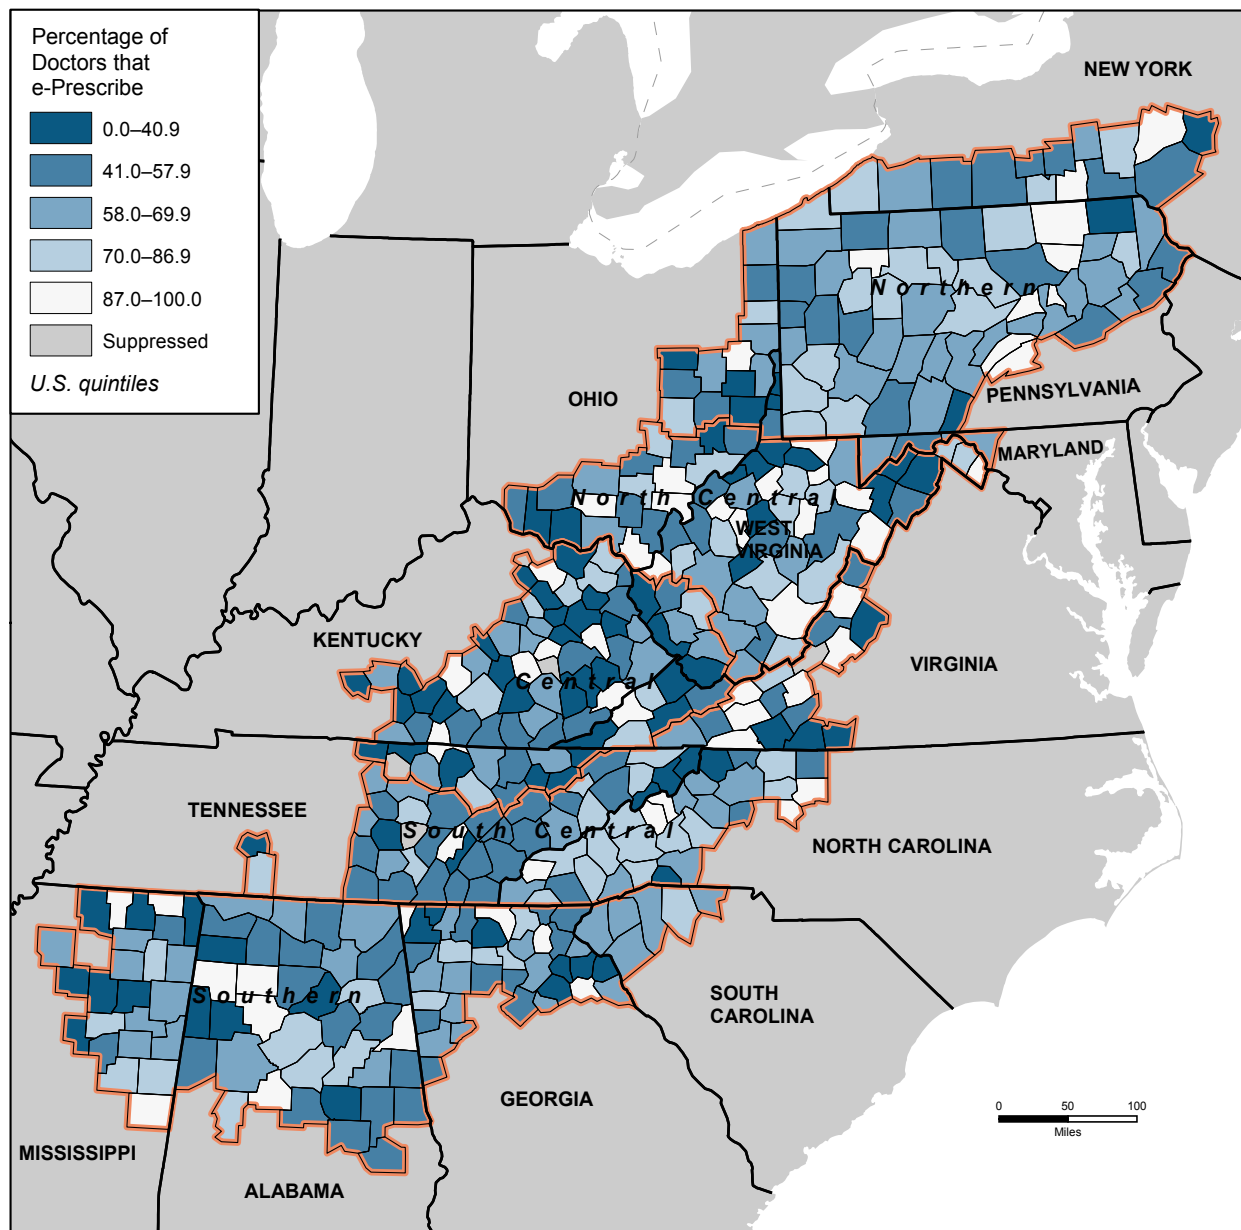 Percentage of
Doctors that
e-Prescribe
0.0–40.9
41.0–57.9
58.0–69.9
70.0–86.9
87.0–100.0
Suppressed
U.S. quintiles
NEW YORK
Northern
PENNSYLVANIA
OHIO
MARYLAND
North Central
WEST
VIRGINIA
KENTUCKY
VIRGINIA
Central
TENNESSEE
South Central
NORTH CAROLINA
Southern
SOUTH
CAROLINA
GEORGIA
0 50 100
Miles
MISSISSIPPI
ALABAMA